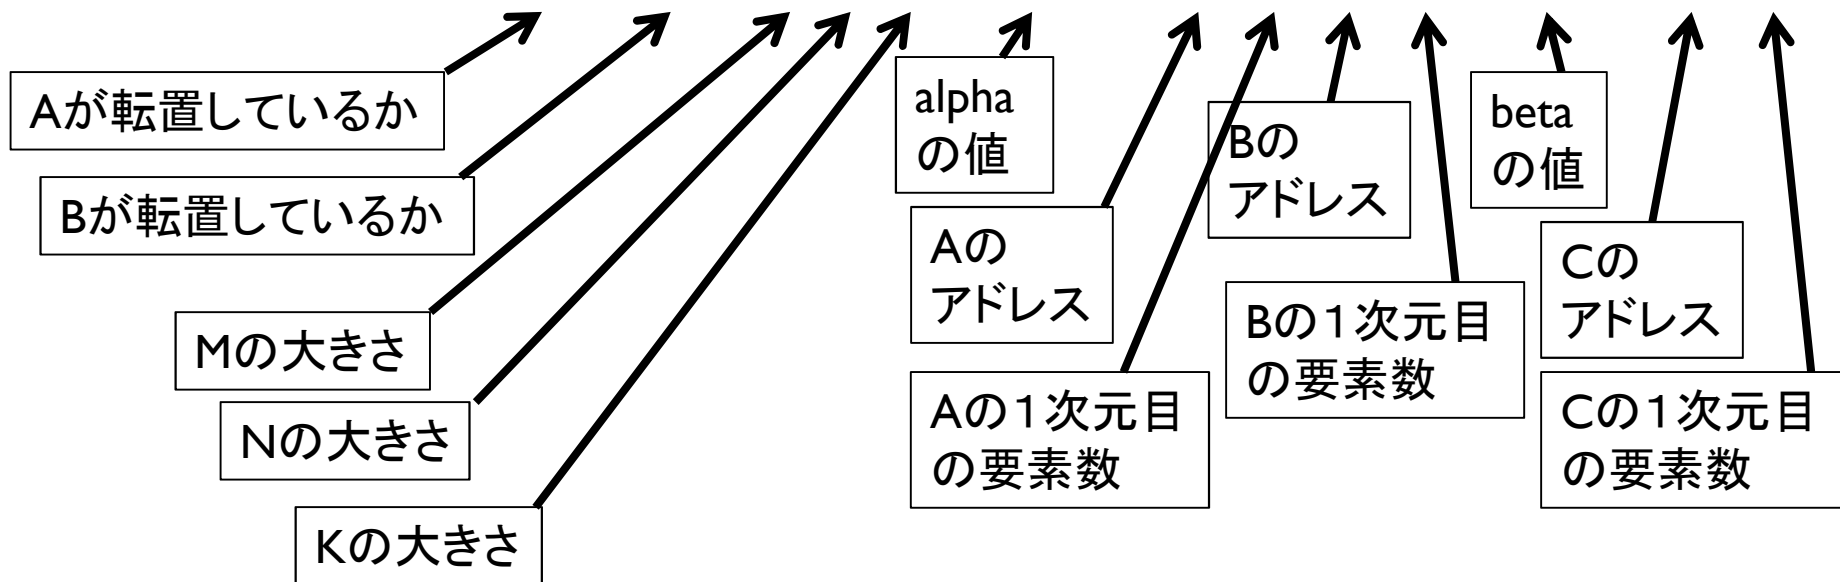 Aが転置しているか
Bが転置しているか
Mの大きさ
Nの大きさ
Kの大きさ
alpha
の値
Aの
アドレス
Aの１次元目
の要素数
Bの
アドレス
Bの１次元目
の要素数
beta
の値
Cの
アドレス
Cの１次元目
の要素数